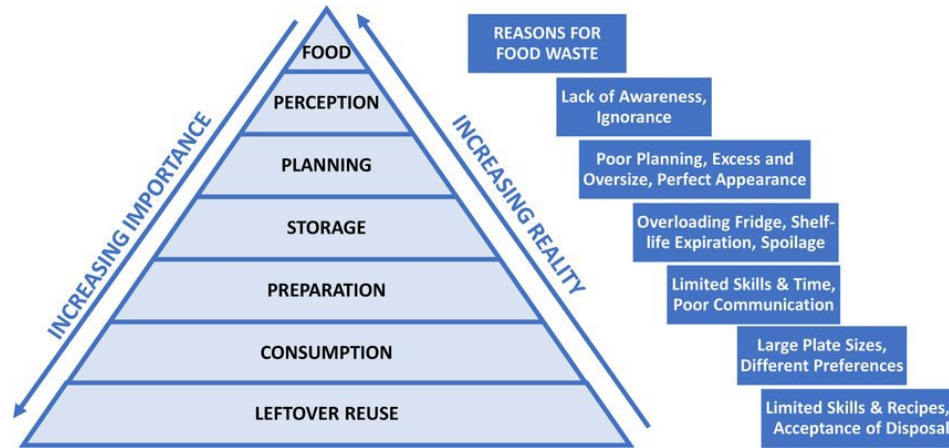 FOOD
PERCEPTION
PLANNING
STORAGE
PREPARATION
CONSUMPTION
LEFTOVER REUSE
INCREASING IMPORTANCE
INCREASING REALITY
REASONS FOR
FOOD WASTE
Lack of Awareness,
Ignorance
Poor Planning, Excess and
Oversize, Perfect Appearance
Overloading Fridge, Shelf-
life Expiration, Spoilage
Limited Skills & Time,
Poor Communication
Large Plate Sizes,
Different Preferences
Limited Skills & Recipes,
Acceptance of Disposal